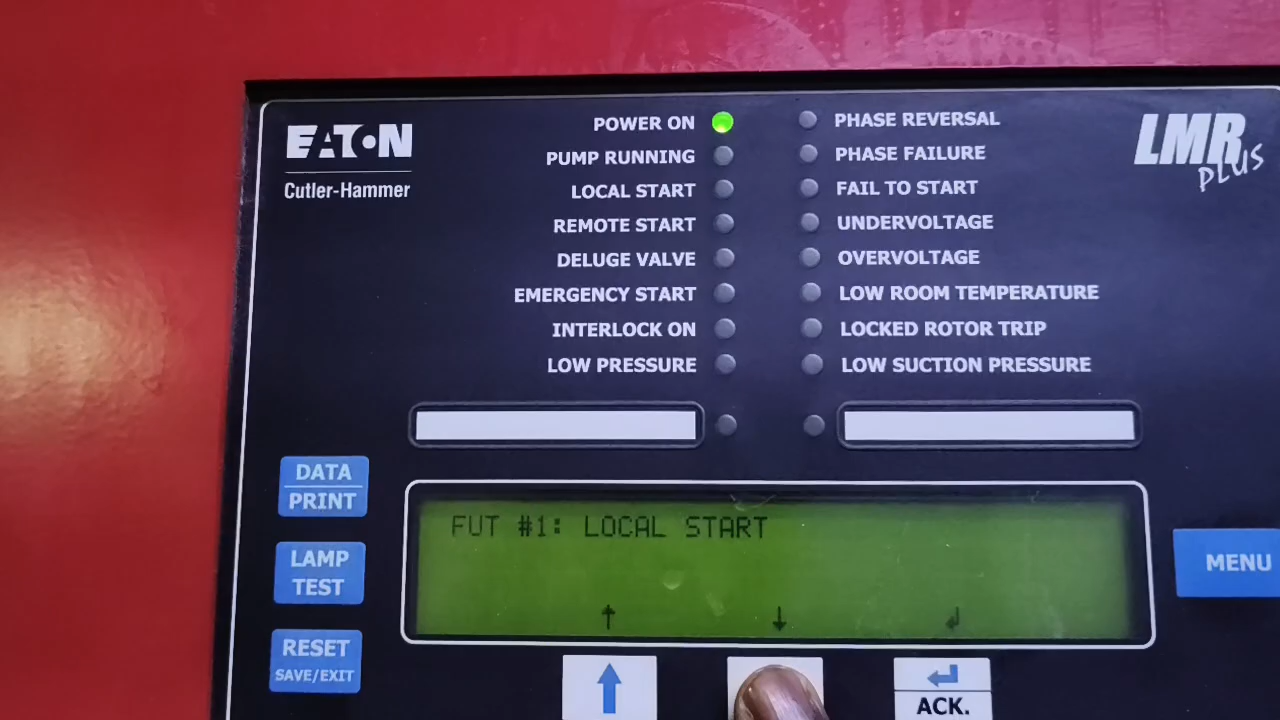 EATON
Cutler-Hammer
POWER ON
PUMP RUNNING
LOCAL START
REMOTE START
DELUGE VALVE
EMERGENCY START
INTERLOCK ON
LOW PRESSURE
PHASE REVERSAL
PHASE FAILURE
FAIL TO START
UNDERVOLTAGE
OVERVOLTAGE
LOW ROOM TEMPERATURE
LOCKED ROTOR TRIP
LOW SUCTION PRESSURE
LMR
PLUS
DATA
PRINT
LAMP
TEST
RESET
SAVE/EXIT
FUT #1: LOCAL START
↑ ↓ ↲
MENU
↑
↲
ACK.